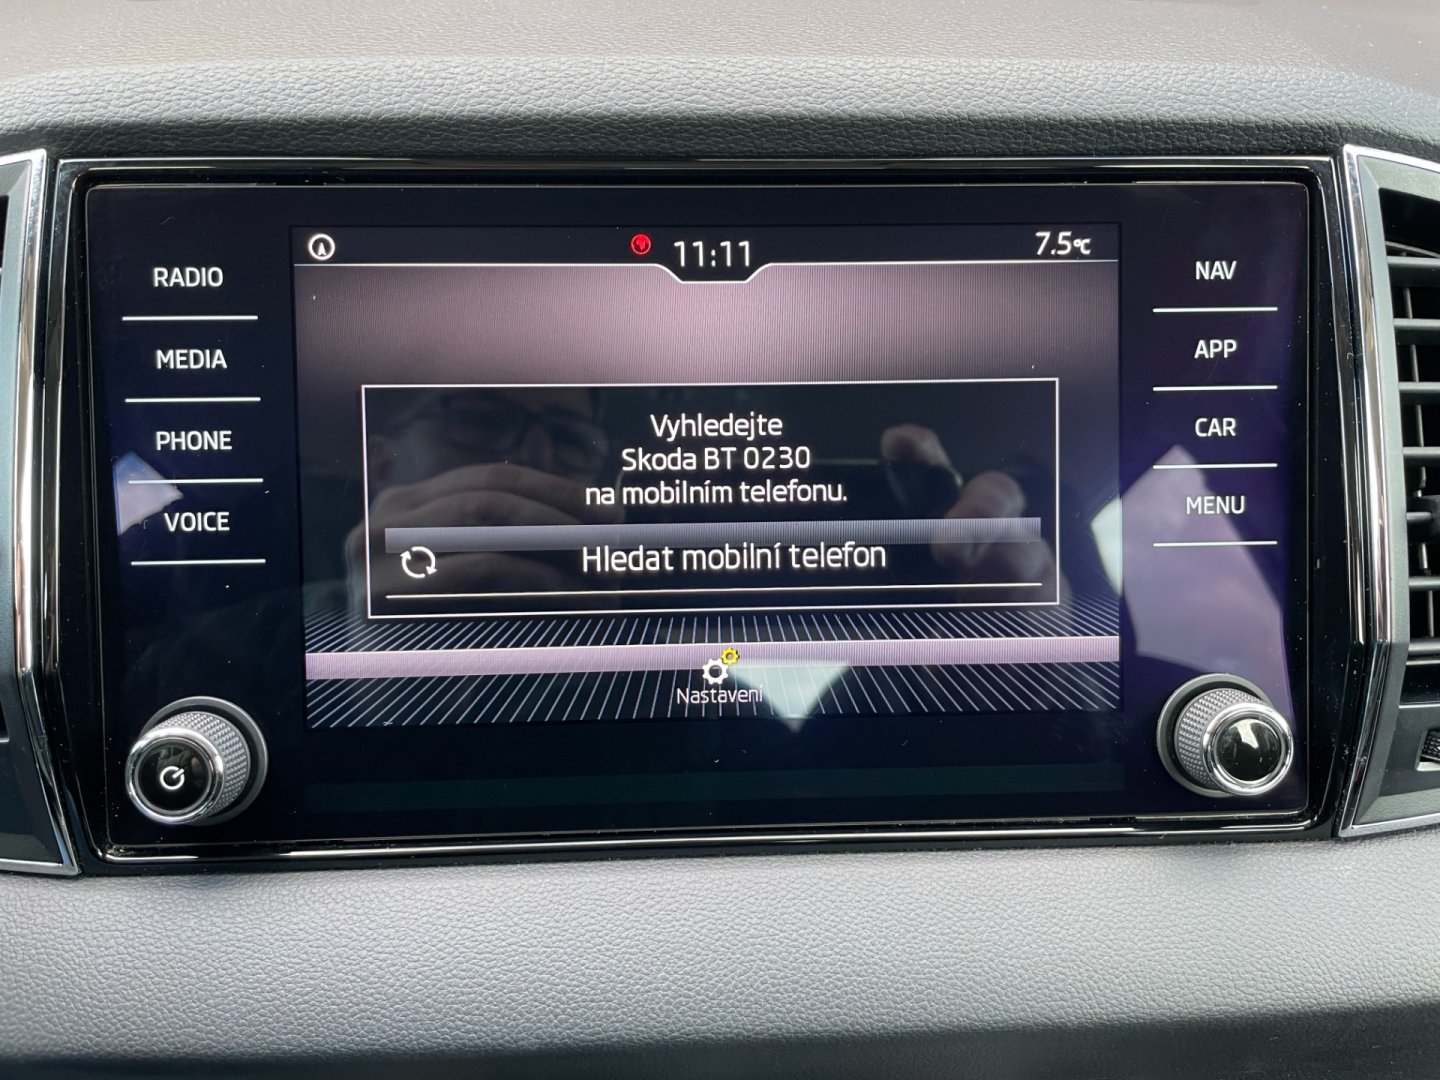 11:11
7.5°C
RADIO
MEDIA
PHONE
VOICE
Vyhledejte
Skoda BT 0230
na mobilním telefonu.
Hledat mobilní telefon
Nastavení
NAV
APP
CAR
MENU